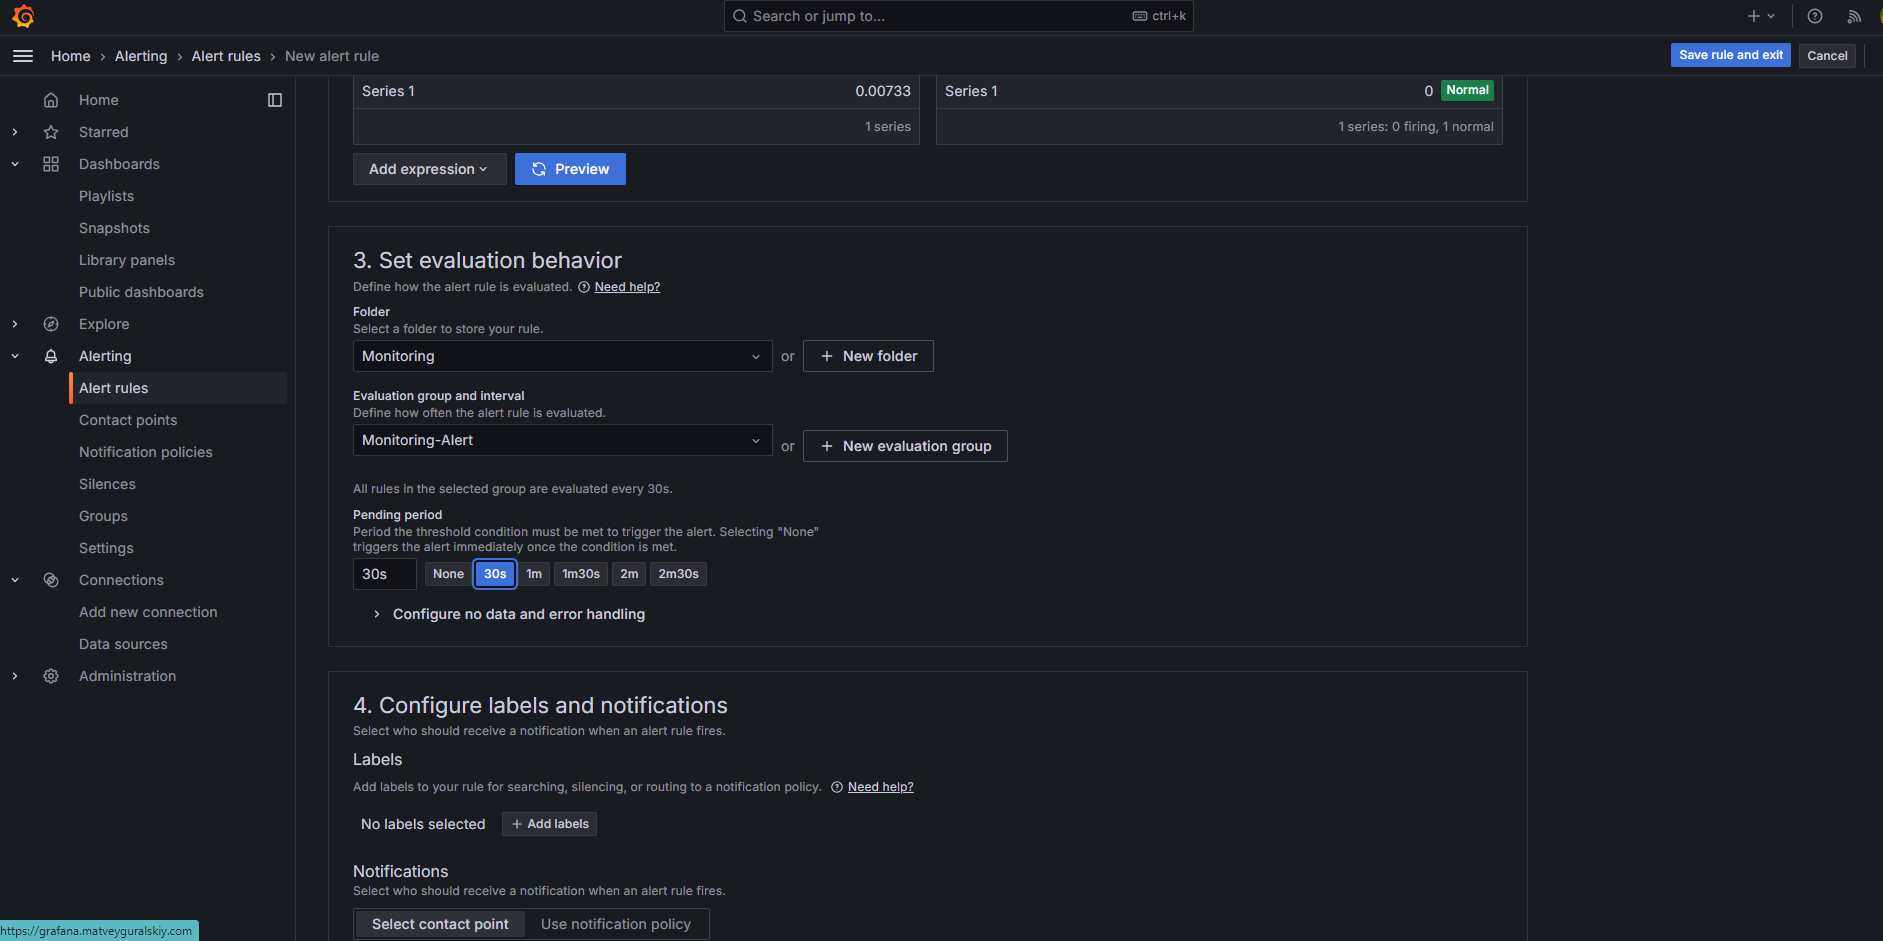 Search or jump to...
ctrl+k
Home
Alerting
Alert rules
New alert rule
Save rule and exit
Cancel
Home
Starred
Dashboards
Playlists
Snapshots
Library panels
Public dashboards
Explore
Alerting
Alert rules
Contact points
Notification policies
Silences
Groups
Settings
Connections
Add new connection
Data sources
Administration
Series 1 0.00733
1 series
Series 1 0 Normal
1 series: 0 firing, 1 normal
Add expression
Preview
3. Set evaluation behavior
Define how the alert rule is evaluated. Need help?
Folder
Select a folder to store your rule.
Monitoring or + New folder
Evaluation group and interval
Define how often the alert rule is evaluated.
Monitoring-Alert or + New evaluation group
All rules in the selected group are evaluated every 30s.
Pending period
Period the threshold condition must be met to trigger the alert. Selecting "None"
triggers the alert immediately once the condition is met.
30s None 30s 1m 1m30s 2m 2m30s
Configure no data and error handling
4. Configure labels and notifications
Select who should receive a notification when an alert rule fires.
Labels
Add labels to your rule for searching, silencing, or routing to a notification policy. Need help?
No labels selected + Add labels
Notifications
Select who should receive a notification when an alert rule fires.
Select contact point Use notification policy
https://grafana.matveyguralskiy.com